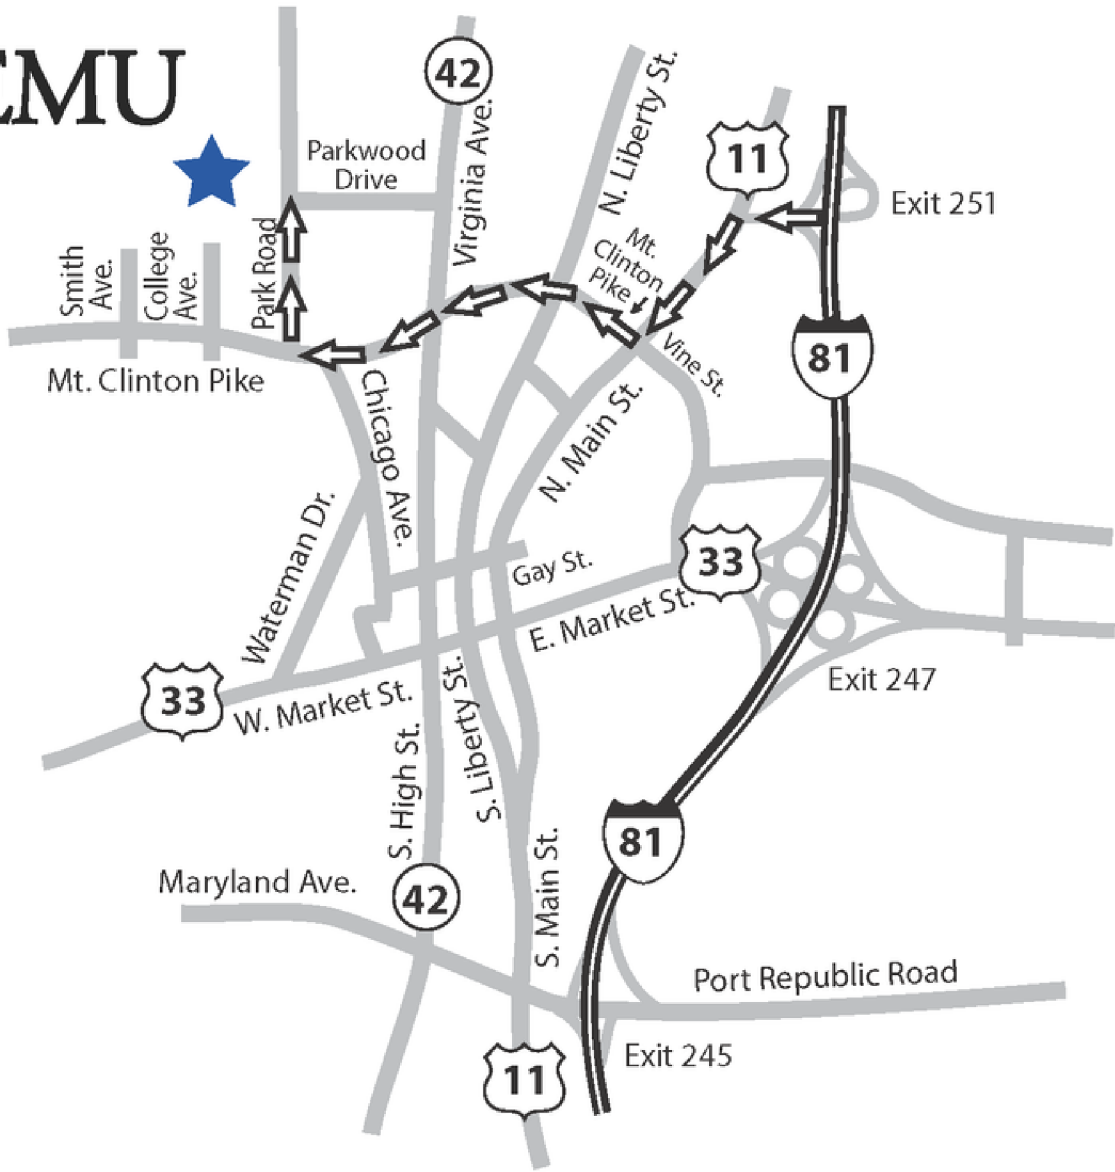 EMU
42
Parkwood
Drive
Virginia Ave.
N. Liberty St.
11
Exit 251
Mt.
Clinton
Pike
Smith
Ave.
College
Ave.
Park Road
Mt. Clinton Pike
Vine St.
81
Chicago Ave.
N. Main St.
Waterman Dr.
Gay St.
33
E. Market St.
Exit 247
33
W. Market St.
S. High St.
S. Liberty St.
81
Maryland Ave.
42
S. Main St.
Port Republic Road
11
Exit 245